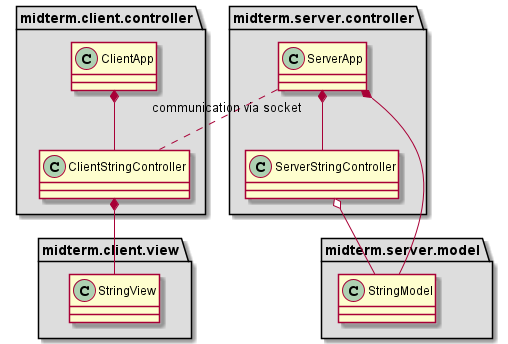 midterm.client.controller
midterm.server.controller
C ClientApp
C ServerApp
communication via socket
C ClientStringController
C ServerStringController
midterm.client.view
midterm.server.model
C StringView
C StringModel